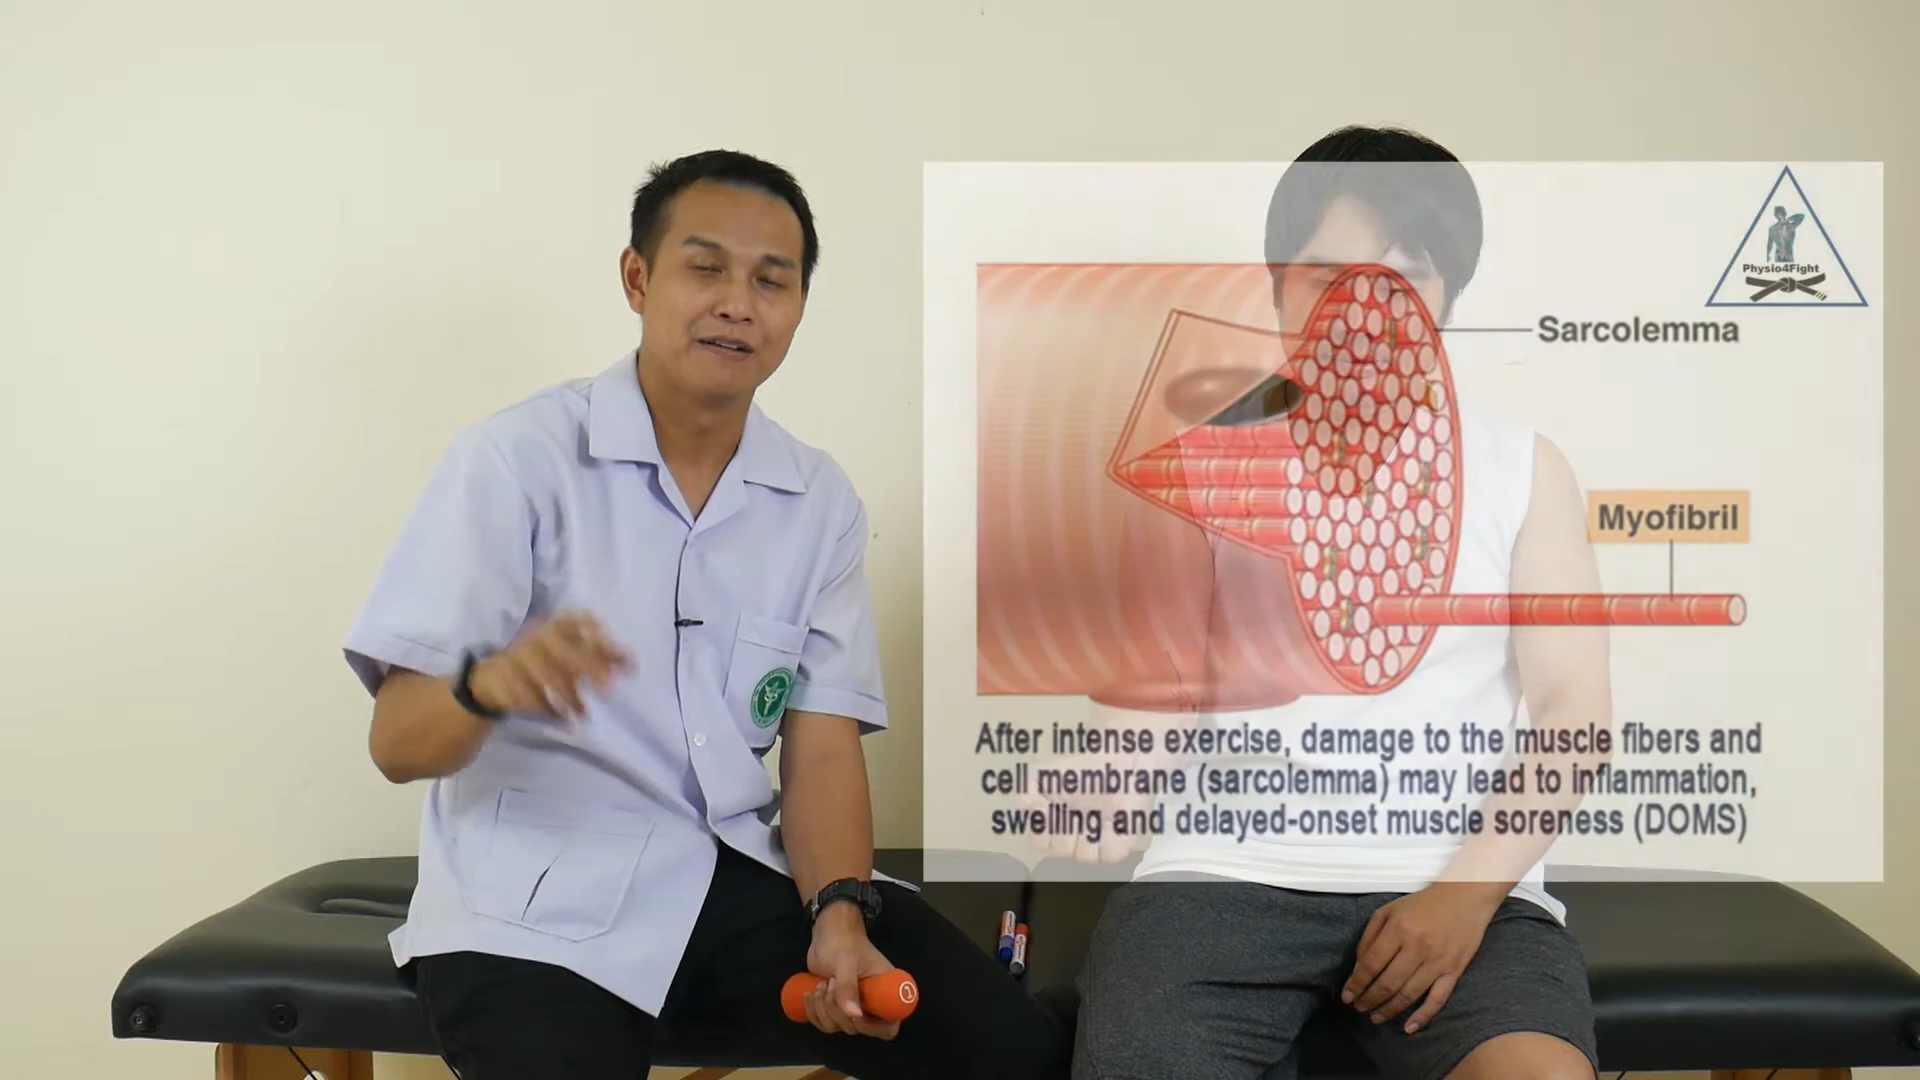 Physio4Fight
Sarcolemma
Myofibril
After intense exercise, damage to the muscle fibers and
cell membrane (sarcolemma) may lead to inflammation,
swelling and delayed-onset muscle soreness (DOMS)
1